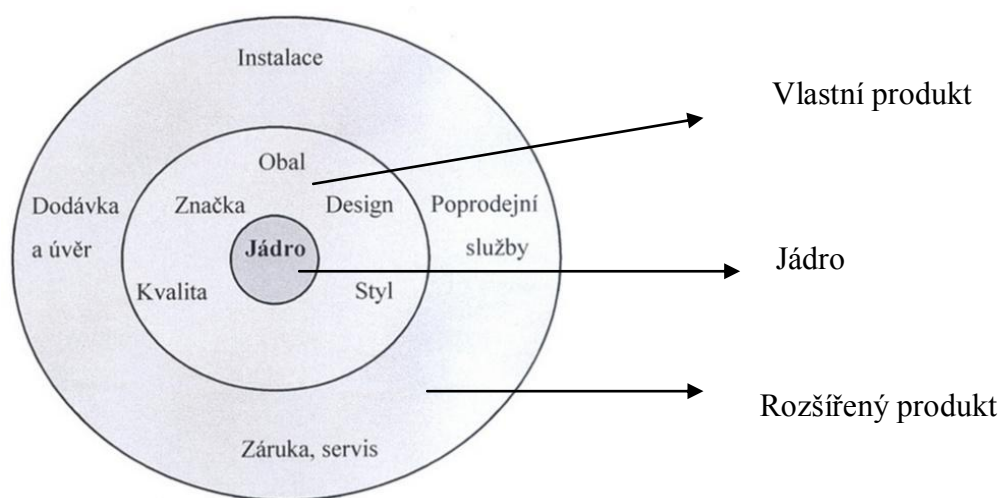 Instalace
Vlastní produkt
Obal
Značka
Design
Dodávka
a úvěr
Poprodejní
služby
Jádro
Jádro
Kvalita
Styl
Rozšířený produkt
Záruka, servis